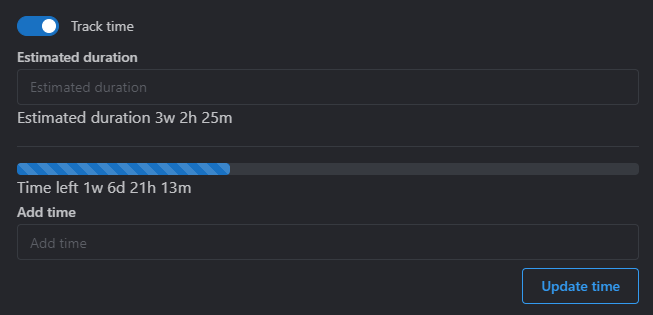 Track time
Estimated duration
Estimated duration
Estimated duration 3w 2h 25m
Time left 1w 6d 21h 13m
Add time
Add time
Update time